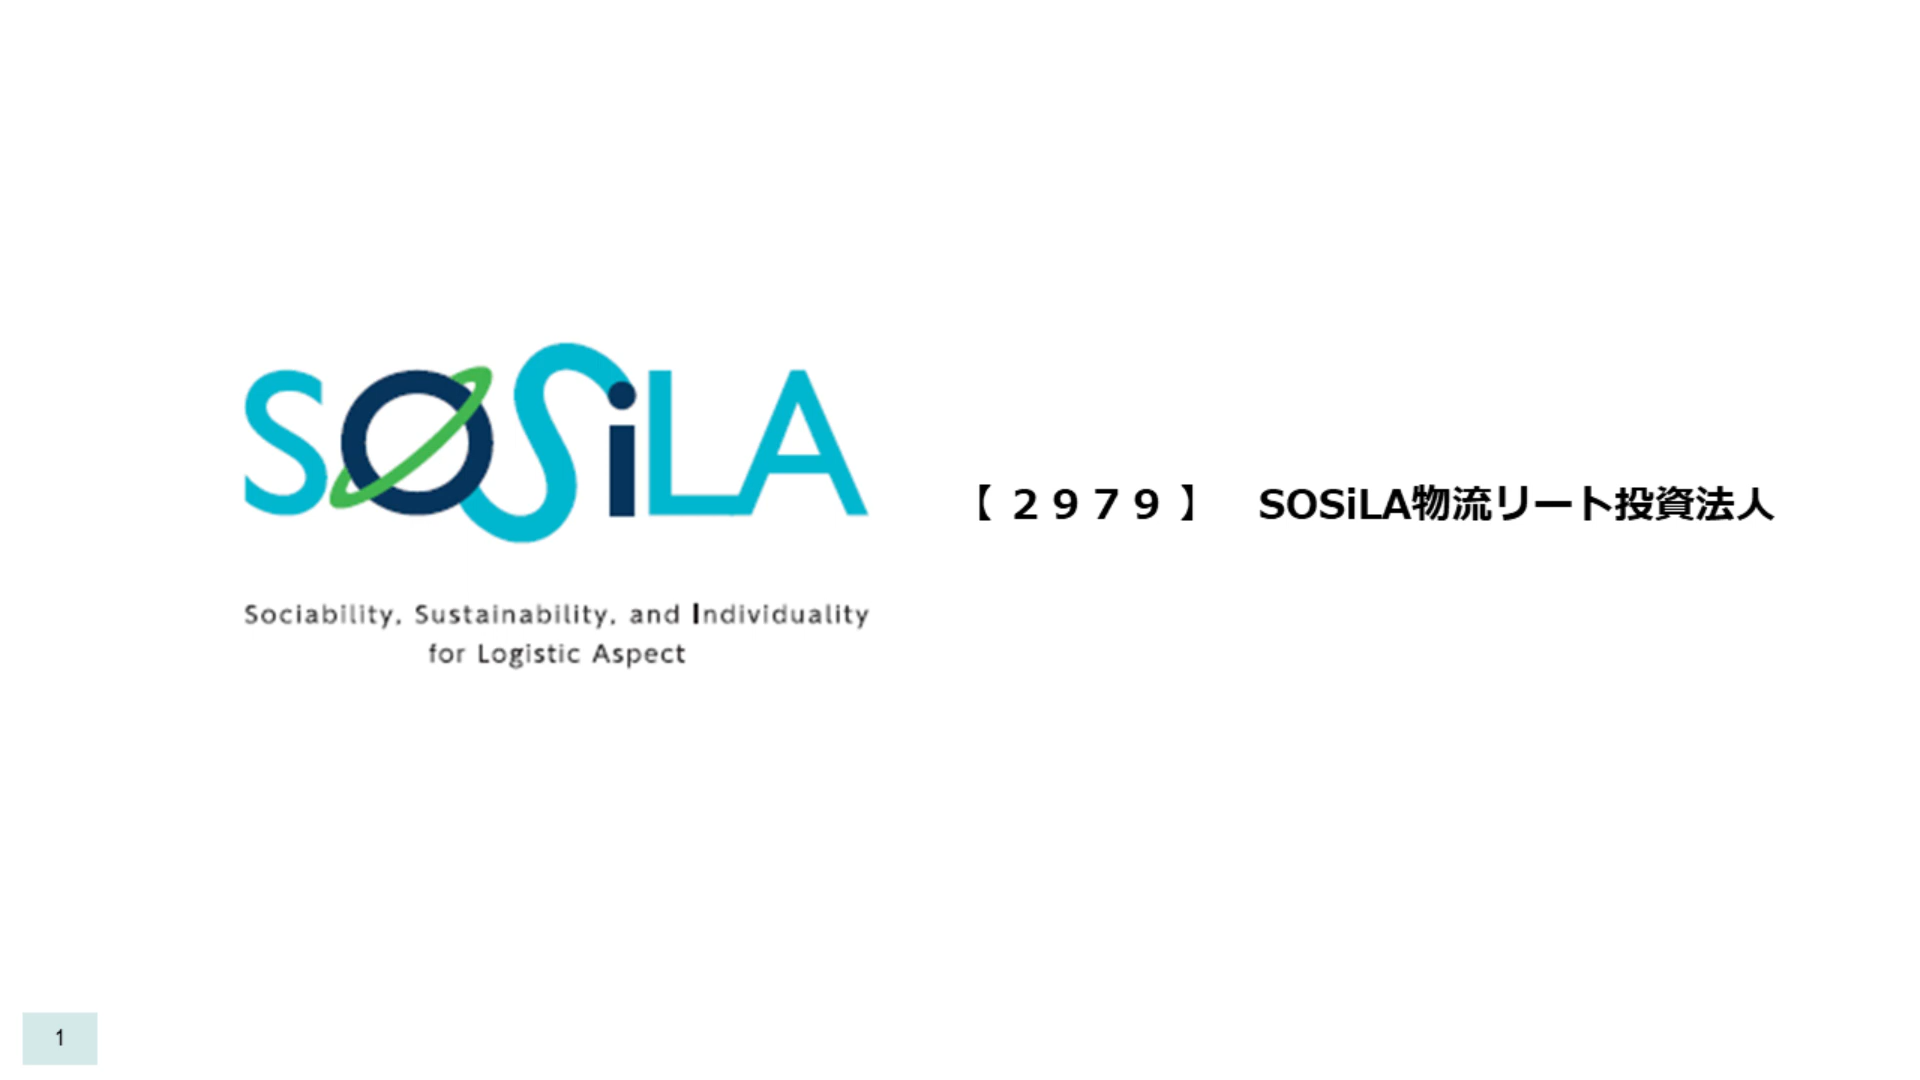 SOSiLA
【２９７９】　SOSiLA物流リート投資法人
Sociability, Sustainability, and Individuality
for Logistic Aspect
1